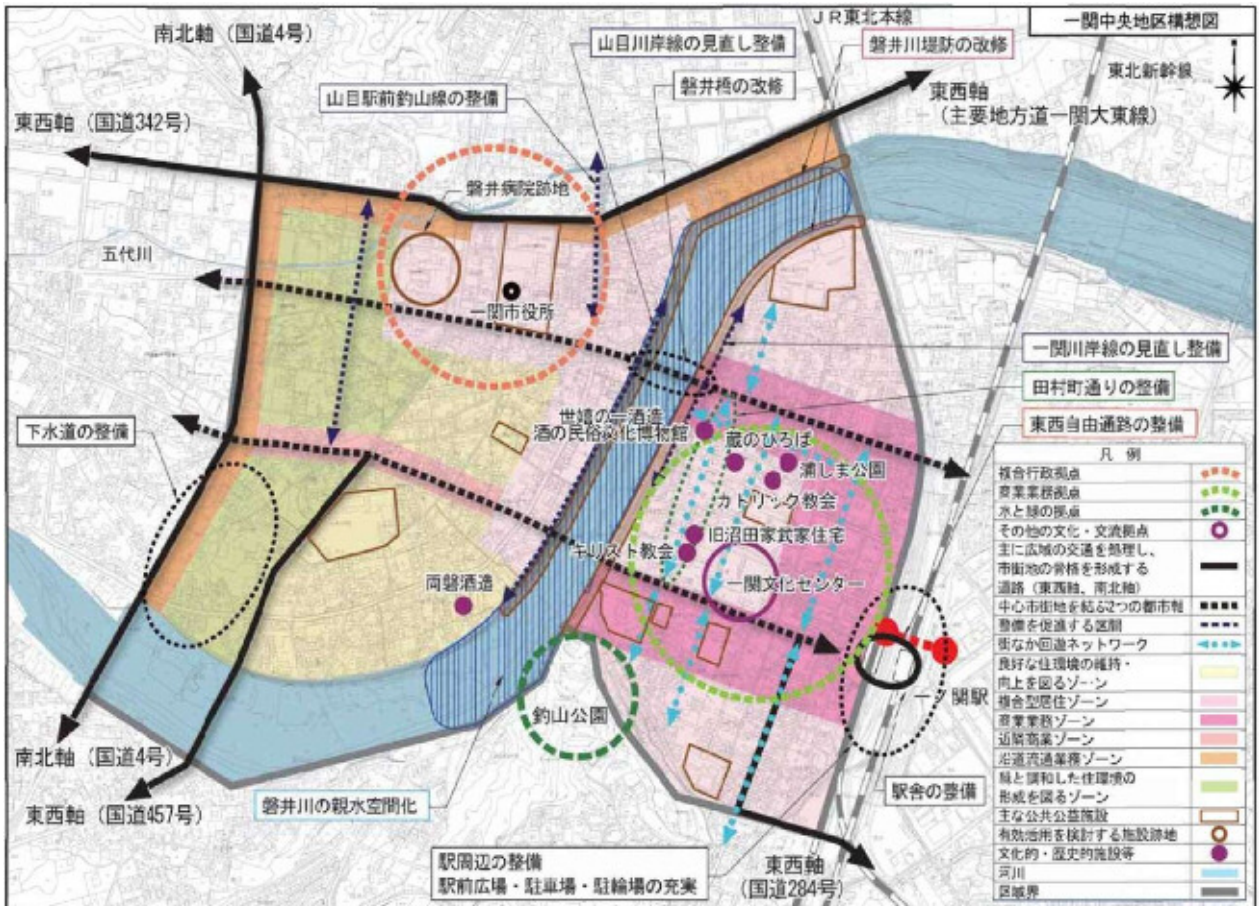 一関中央地区構想図
南北軸（国道4号）
山目川岸線の見直し整備
JR東北本線
磐井川堤防の改修
東北新幹線
山目駅前釣山線の整備
磐井橋の改修
東西軸
（主要地方道一関大東線）
東西軸（国道342号）
磐井病院跡地
五代川
一関市役所
一関川岸線の見直し整備
田村町通りの整備
東西自由通路の整備
下水道の整備
世嬉の一酒造
酒の民俗文化博物館
蔵のひろば
浦しま公園
カトリック教会
旧沼田家武家住宅
キリスト教会
一関文化センター
両磐酒造
一ノ関駅
釣山公園
南北軸（国道4号）
東西軸（国道457号）
磐井川の親水空間化
駅舎の整備
駅周辺の整備
駅前広場・駐車場・駐輪場の充実
東西軸
（国道284号）
凡 例
複合行政拠点
商業業務拠点
水と緑の拠点
その他の文化・交流拠点
主に広域の交通を処理し、
市街地の骨格を形成する
道路（東西軸、南北軸）
中心市街地を結ぶ2つの都市軸
整備を促進する区間
街なか回遊ネットワーク
良好な住環境の維持・
向上を図るゾーン
複合型居住ゾーン
商業業務ゾーン
近隣商業ゾーン
沿道流通業務ゾーン
緑と調和した住環境の
形成を図るゾーン
主な公共公益施設
有効活用を検討する施設跡地
文化的・歴史的施設等
河川
区域界